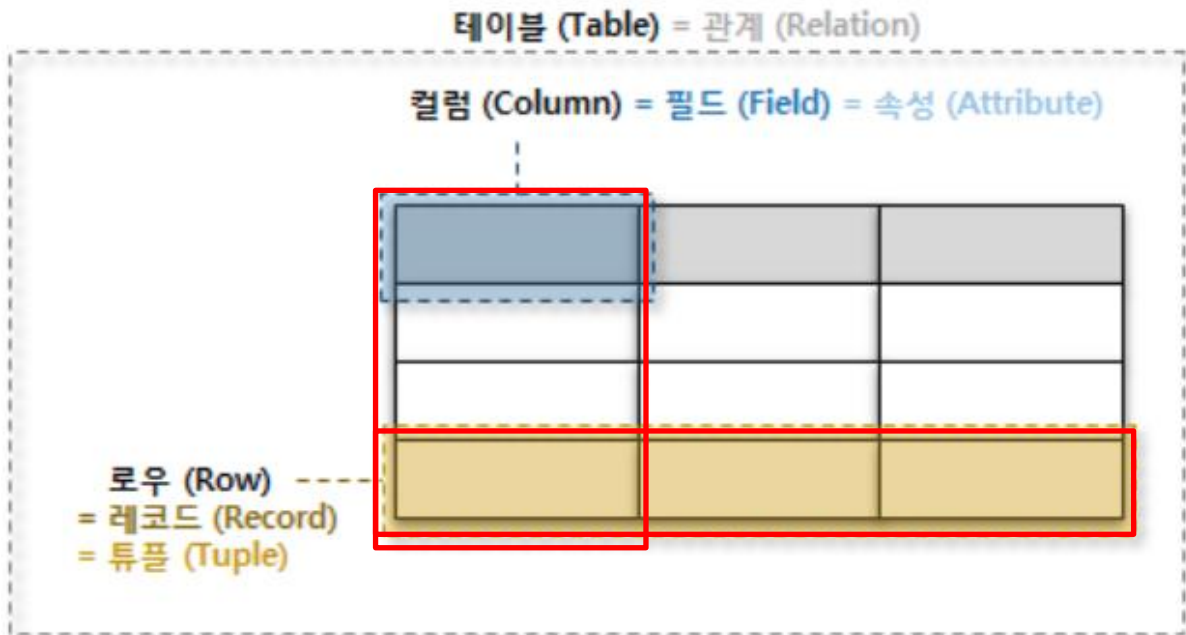 테이블 (Table) = 관계 (Relation)
컬럼 (Column) = 필드 (Field) = 속성 (Attribute)
로우 (Row)
= 레코드 (Record)
= 튜플 (Tuple)